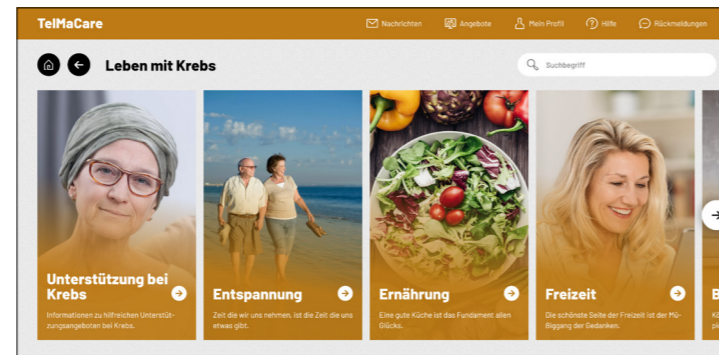 TelMaCare
Nachrichten
Angebote
Mein Profil
Hilfe
Rückmeldungen
Leben mit Krebs
Suchbegriff
Unterstützung bei
Krebs
Informationen zu hilfreichen Unterstüt-
zungsangeboten bei Krebs.
Entspannung
Zeit die wir uns nehmen, ist die Zeit die uns
etwas gibt.
Ernährung
Eine gute Küche ist das Fundament allen
Glücks.
Freizeit
Die schönste Seite der Freizeit ist der Mü-
ßiggang der Gedanken.